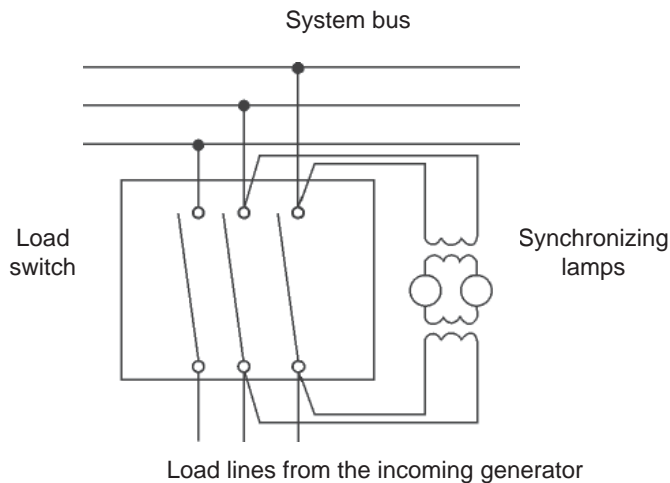 System bus
Load
switch
Synchronizing
lamps
Load lines from the incoming generator